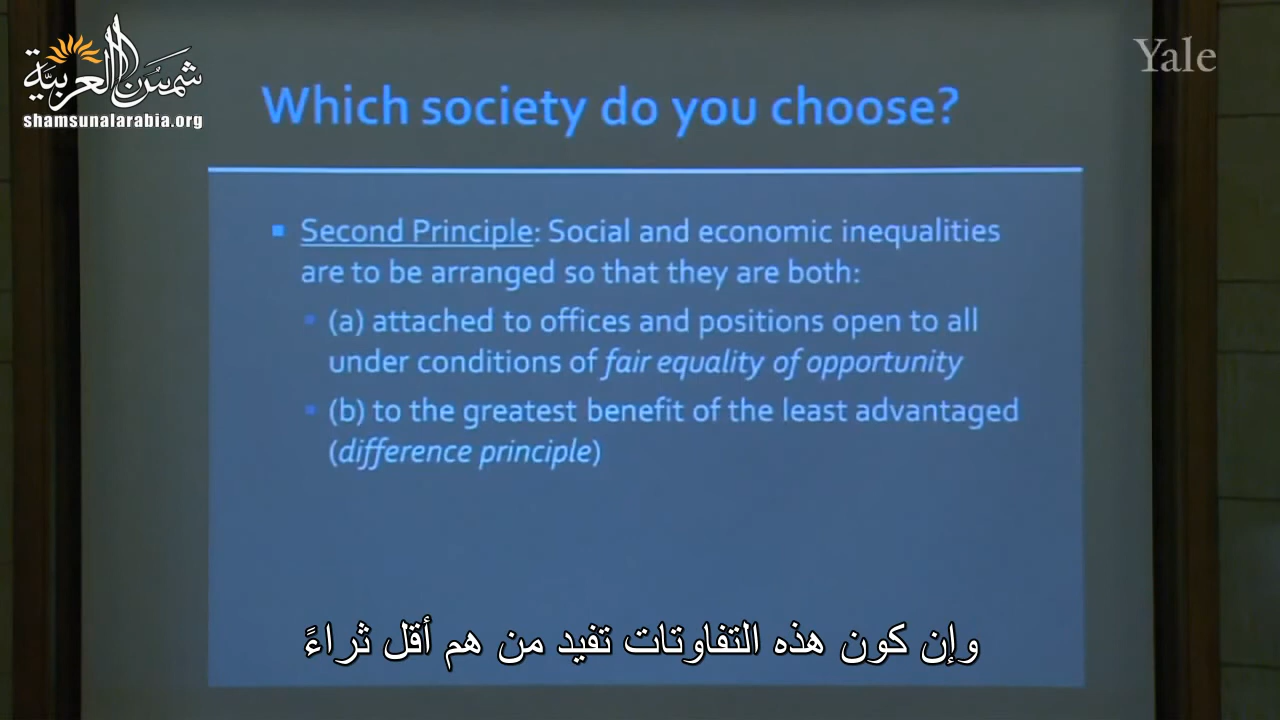 شمس العربية
shamsunalarabia.org
Yale
Which society do you choose?
Second Principle: Social and economic inequalities
are to be arranged so that they are both:
(a) attached to offices and positions open to all
under conditions of fair equality of opportunity
(b) to the greatest benefit of the least advantaged
(difference principle)
وإن كون هذه التفاوتات تفيد من هم أقل ثراءً